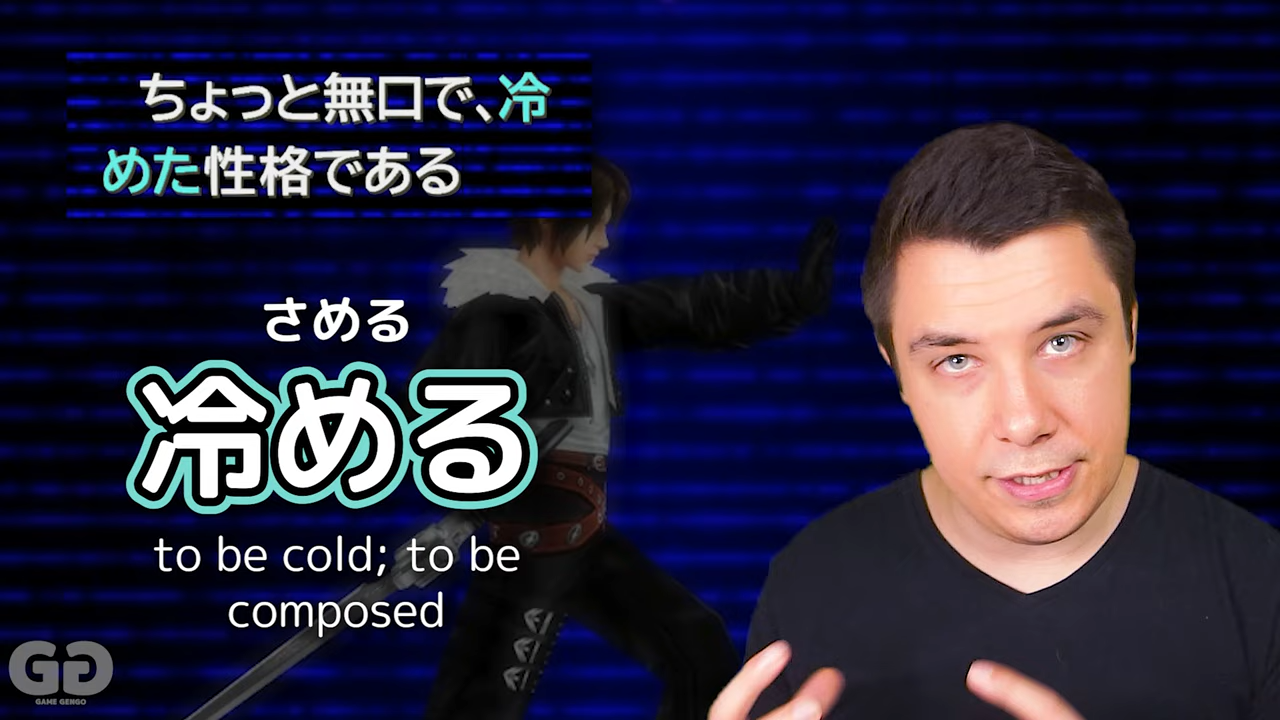 ちょっと無口で、冷
めた性格である
さめる
冷める
to be cold; to be
composed
GG
GAME GENGO